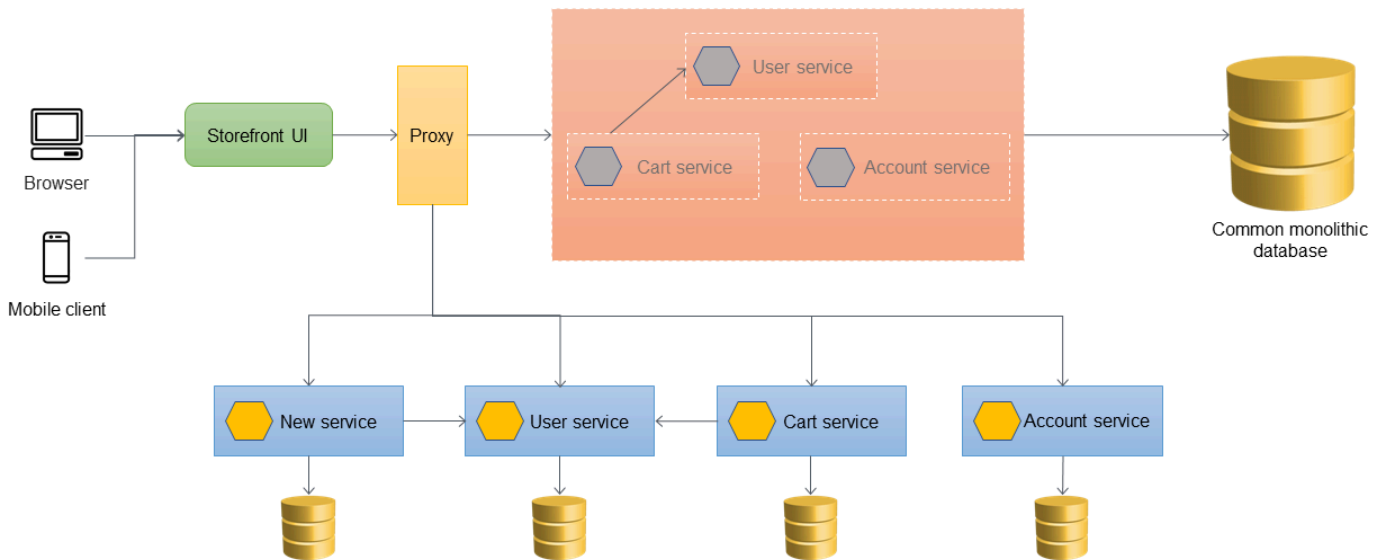 User service
Storefront UI
Proxy
Cart service
Account service
Browser
Common monolithic
database
Mobile client
New service
User service
Cart service
Account service